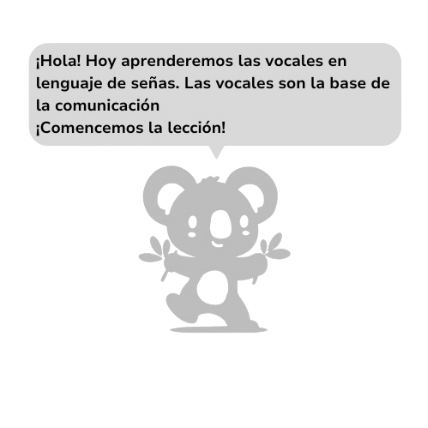 ¡Hola! Hoy aprenderemos las vocales en
lenguaje de señas. Las vocales son la base de
la comunicación
¡Comencemos la lección!